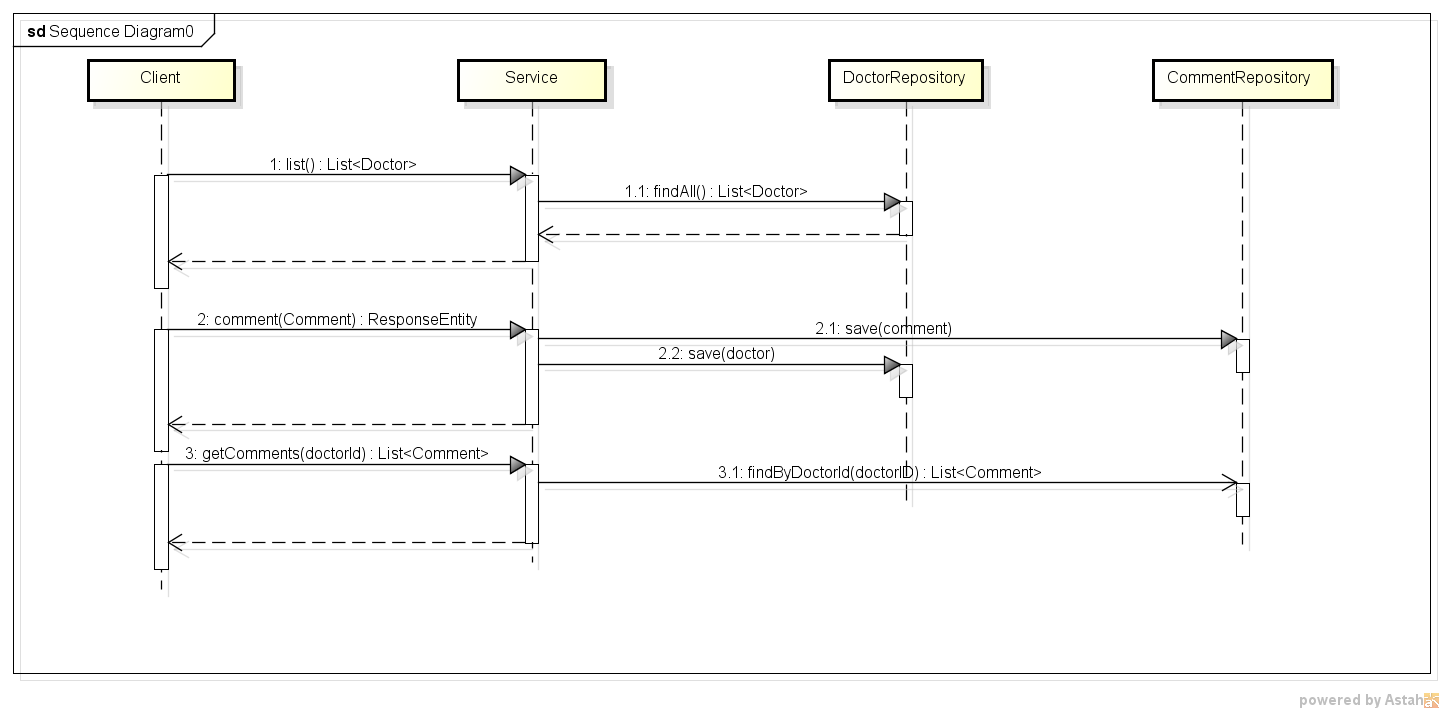 sd Sequence Diagram0
Client
Service
DoctorRepository
CommentRepository
1: list() : List<Doctor>
1.1: findAll() : List<Doctor>
2: comment(Comment) : ResponseEntity
2.1: save(comment)
2.2: save(doctor)
3: getComments(doctorId) : List<Comment>
3.1: findByDoctorId(doctorID) : List<Comment>
powered by Astah